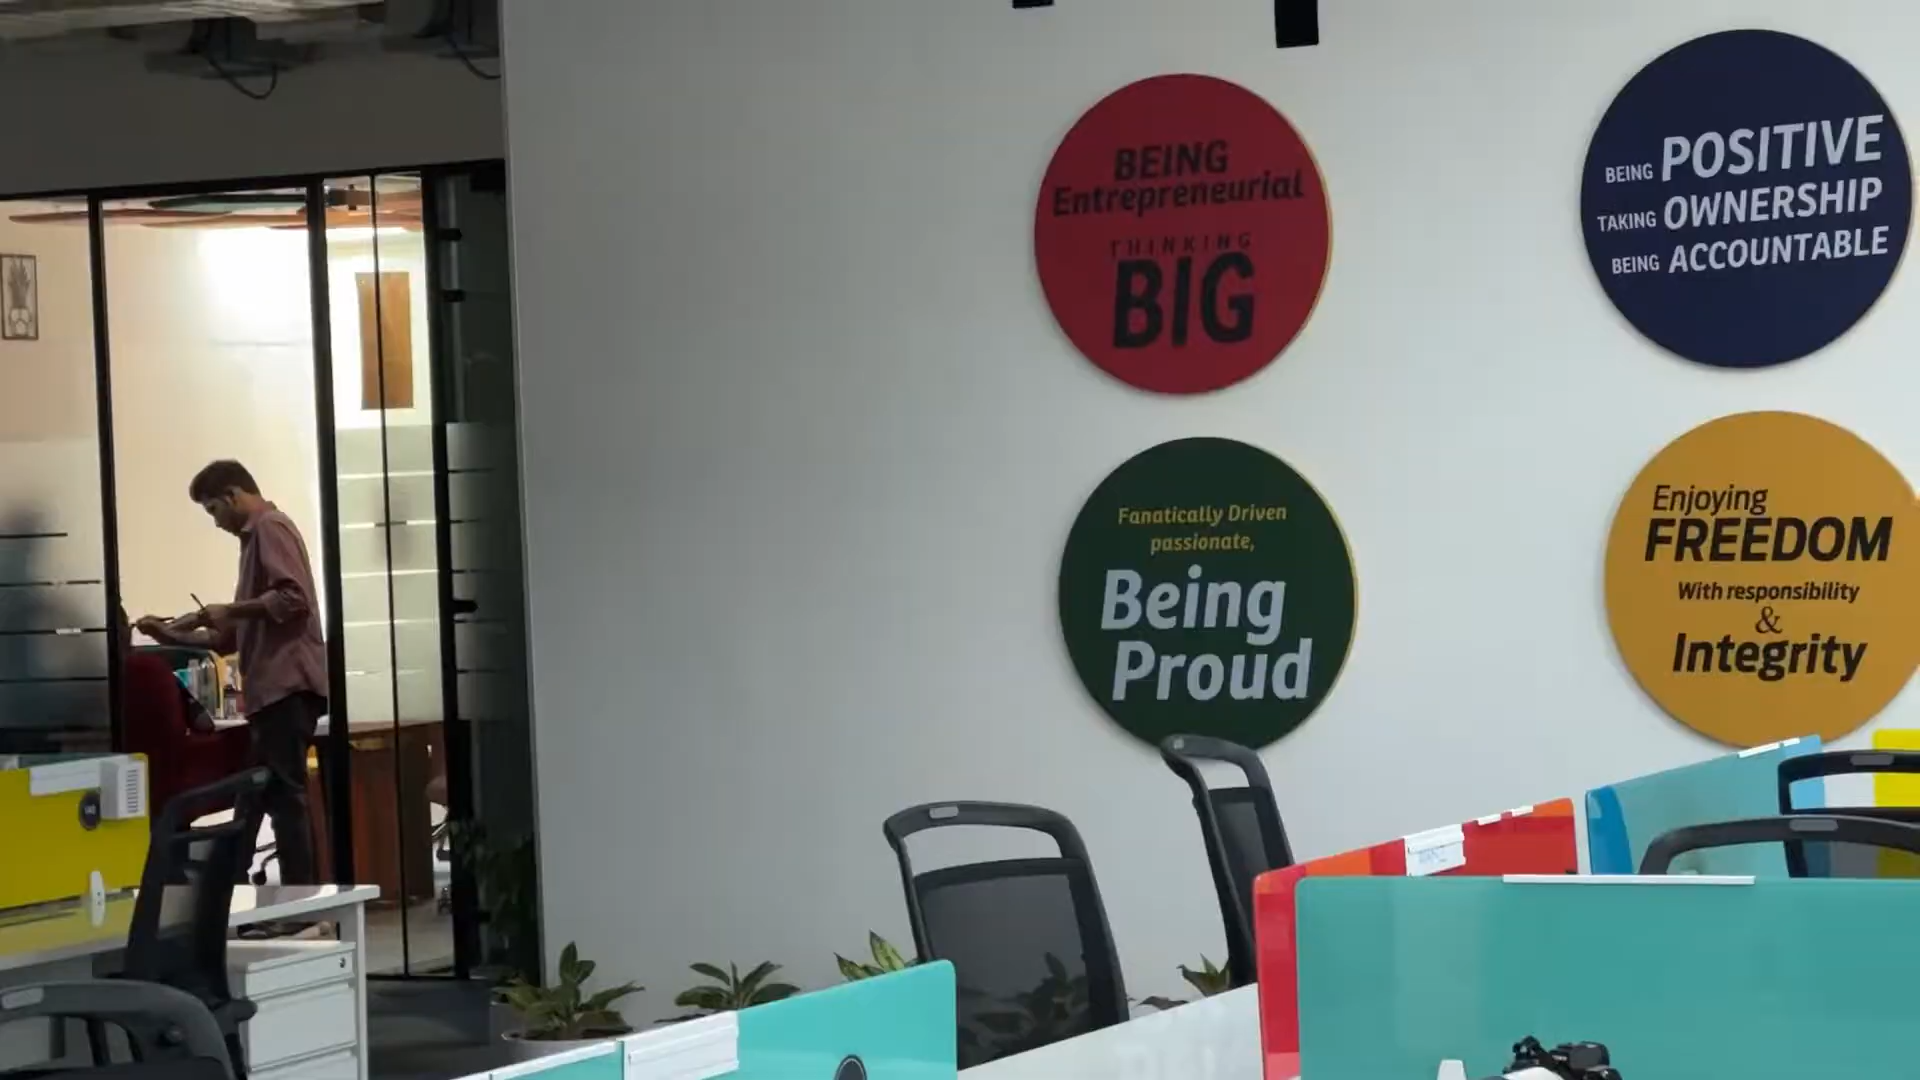 BEING
Entrepreneurial
THINKING
BIG
BEING POSITIVE
TAKING OWNERSHIP
BEING ACCOUNTABLE
Fanatically Driven
passionate,
Being
Proud
Enjoying
FREEDOM
With responsibility
&
Integrity